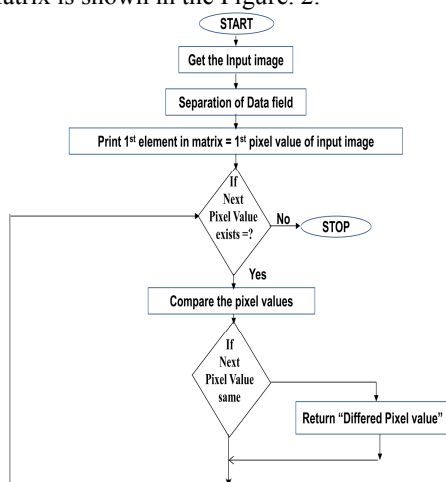 matrix is shown in the Figure. 2.
START
Get the Input image
Separation of Data field
Print 1st element in matrix = 1st pixel value of input image
If
Next
Pixel Value
exists =?
No
STOP
Yes
Compare the pixel values
If
Next
Pixel Value
same
Return “Differed Pixel value”